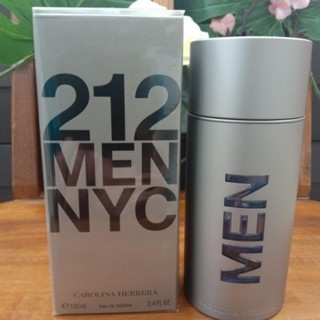 212
MEN
NYC
CAROLINA HERRERA
℮ 100 mL eau de toilette 3.4 FL.OZ
MEN